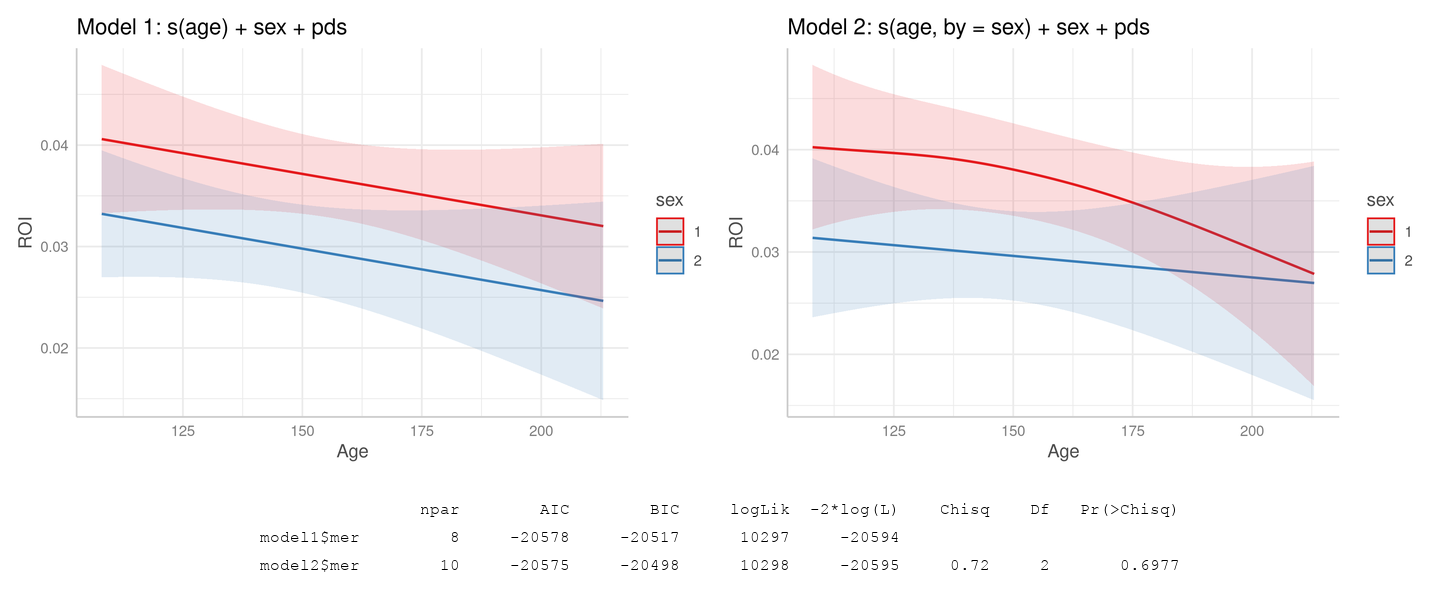 Model 1: s(age) + sex + pds
ROI
0.04
0.03
0.02
125 150 175 200
Age
sex
1
2
Model 2: s(age, by = sex) + sex + pds
ROI
0.04
0.03
0.02
125 150 175 200
Age
sex
1
2
npar AIC BIC logLik -2*log(L) Chisq Df Pr(>Chisq)
model1$mer 8 -20578 -20517 10297 -20594
model2$mer 10 -20575 -20498 10298 -20595 0.72 2 0.6977